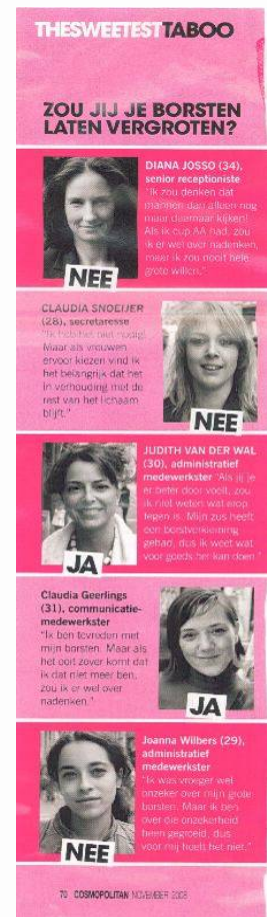 THESWEETESTTABOO
ZOU JIJ JE BORSTEN
LATEN VERGROTEN?
DIANA JOSSO (34),
senior receptioniste
"Ik zou denken dat
mannen dan alleen nog
maar daarnaar kijken!
Als ik cup AA had, zou
ik er wel over nadenken,
maar ik zou nooit hele
grote willen."
NEE
CLAUDIA SNOEIJER
(28), secretaresse
"Ik heb het niet nodig!
Maar als vrouwen
ervoor kiezen vind ik
het belangrijk dat het
in verhouding met de
rest van het lichaam
blijft."
NEE
JUDITH VAN DER WAL
(30), administratief
medewerkster "Als jij je
er beter door voelt, zou
ik niet weten wat erop
tegen is. Mijn zus heeft
een borstverkleining
gehad, dus ik weet wat
voor goeds het kan doen."
JA
Claudia Geerlings
(31), communicatie-
medewerkster
"Ik ben tevreden met
mijn borsten. Maar als
het ooit zover komt dat
ik dat niet meer ben,
zou ik er wel over
nadenken."
JA
Joanna Wilbers (29),
administratief
medewerkster
"Ik was vroeger wel
onzeker over mijn grote
borsten. Maar ik ben
over die onzekerheid
heen gegroeid, dus
voor mij hoeft het niet."
NEE
70 COSMOPOLITAN NOVEMBER 2008